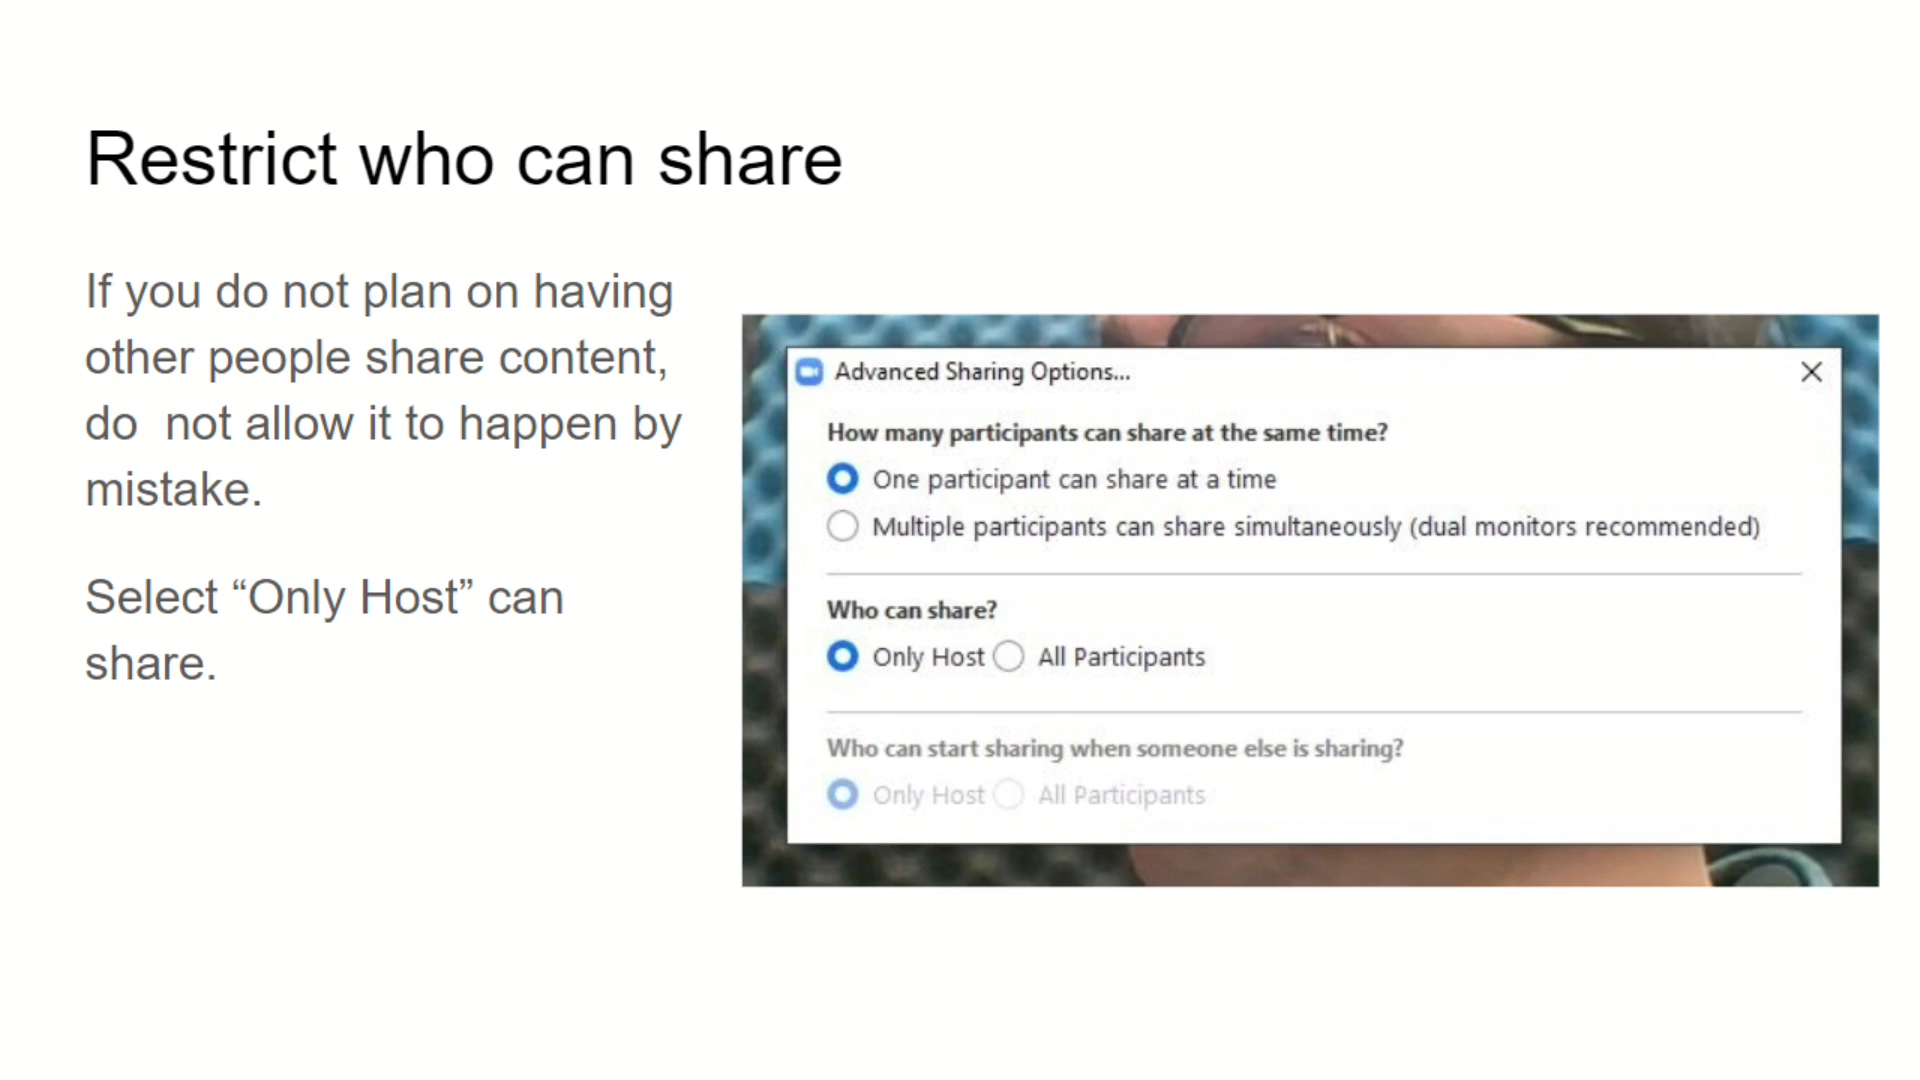 Restrict who can share
If you do not plan on having
other people share content,
do  not allow it to happen by
mistake.
Select “Only Host” can
share.
Advanced Sharing Options...
How many participants can share at the same time?
One participant can share at a time
Multiple participants can share simultaneously (dual monitors recommended)
Who can share?
Only Host All Participants
Who can start sharing when someone else is sharing?
Only Host All Participants